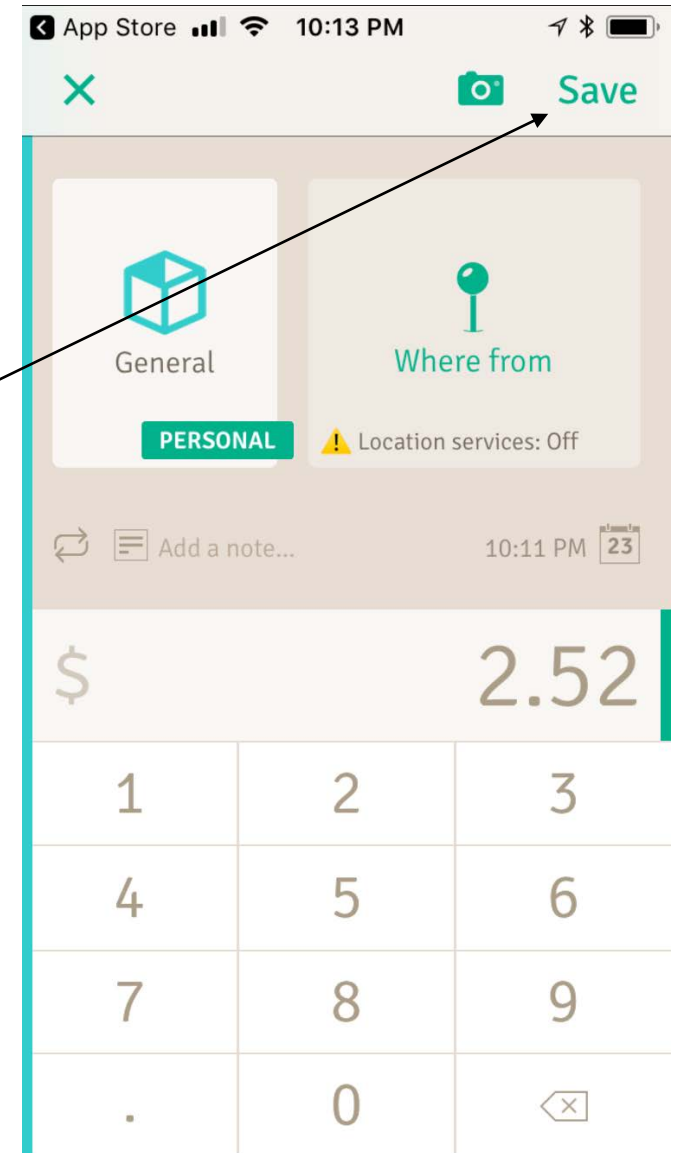 App Store 10:13 PM
Save
General
Where from
PERSONAL
Location services: Off
Add a note...
10:11 PM 23
$ 2.52
1 2 3
4 5 6
7 8 9
. 0